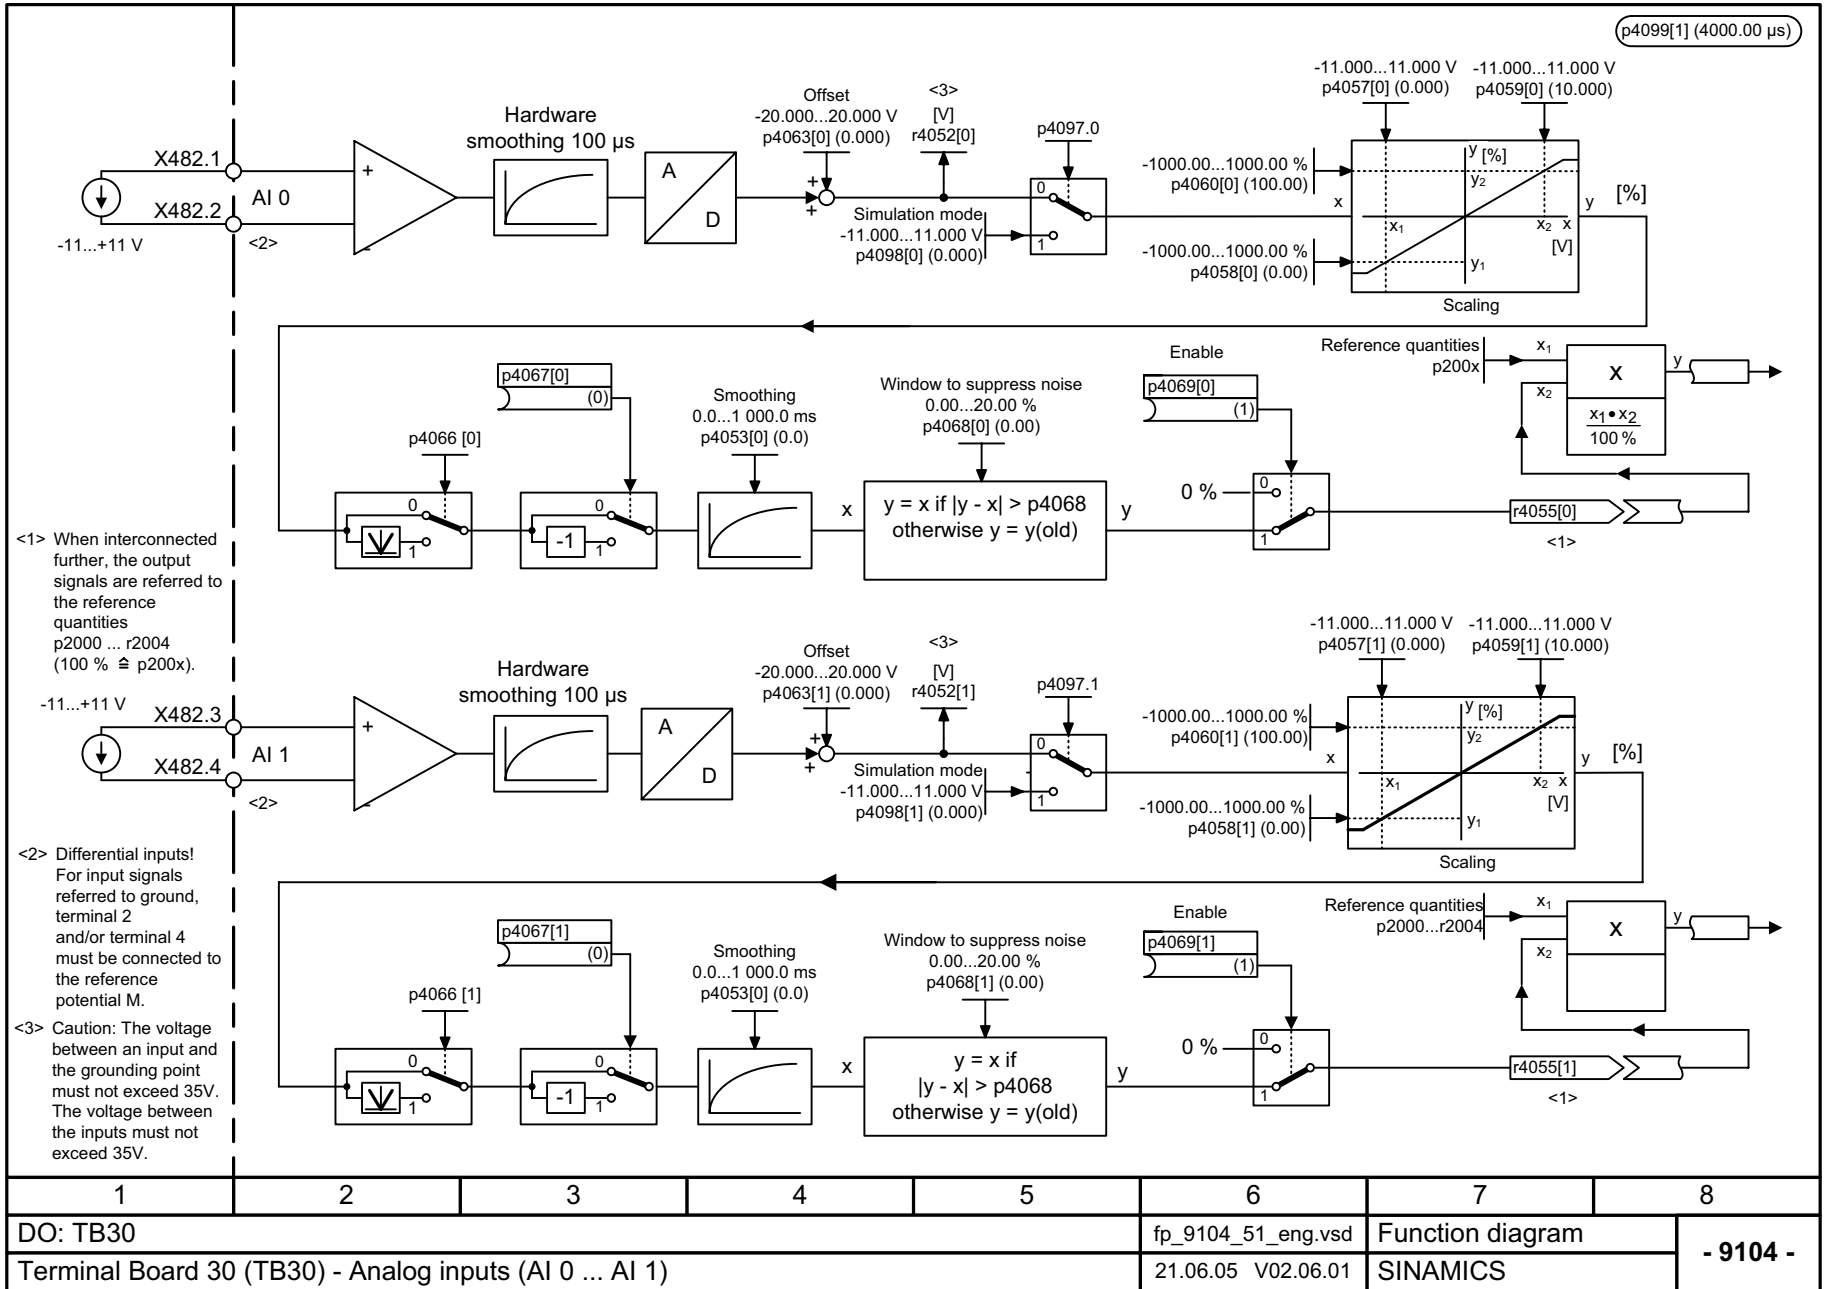 p4099[1] (4000.00 µs)
-11.000...11.000 V
p4057[0] (0.000)
-11.000...11.000 V
p4059[0] (10.000)
Hardware
smoothing 100 µs
Offset
-20.000...20.000 V
p4063[0] (0.000)
<3>
[V]
r4052[0]
p4097.0
X482.1
X482.2
AI 0
<2>
-11...+11 V
+
-
A
D
+
+
0
1
Simulation mode
-11.000...11.000 V
p4098[0] (0.000)
-1000.00...1000.00 %
p4060[0] (100.00)
x
-1000.00...1000.00 %
p4058[0] (0.00)
y [%]
y2
x1
x2 x
[V]
y1
y
[%]
Scaling
p4066 [0]
p4067[0]
(0)
Smoothing
0.0...1 000.0 ms
p4053[0] (0.0)
Window to suppress noise
0.00...20.00 %
p4068[0] (0.00)
Enable
p4069[0]
(1)
Reference quantities
p200x
x1
x2
X
x1•x2
100 %
y
0
1
-1
0
1
x
y = x if |y - x| > p4068
otherwise y = y(old)
y
0 %
0
1
r4055[0]
<1>
<1> When interconnected
further, the output
signals are referred to
the reference
quantities
p2000 ... r2004
(100 % ≙ p200x).
-11.000...11.000 V
p4057[1] (0.000)
-11.000...11.000 V
p4059[1] (10.000)
Hardware
smoothing 100 µs
Offset
-20.000...20.000 V
p4063[1] (0.000)
<3>
[V]
r4052[1]
p4097.1
-11...+11 V
X482.3
X482.4
AI 1
<2>
+
-
A
D
+
+
0
1
Simulation mode
-11.000...11.000 V
p4098[1] (0.000)
-1000.00...1000.00 %
p4060[1] (100.00)
x
-1000.00...1000.00 %
p4058[1] (0.00)
y [%]
y2
x1
x2 x
[V]
y1
y
[%]
Scaling
<2> Differential inputs!
For input signals
referred to ground,
terminal 2
and/or terminal 4
must be connected to
the reference
potential M.
<3> Caution: The voltage
between an input and
the grounding point
must not exceed 35V.
The voltage between
the inputs must not
exceed 35V.
p4066 [1]
p4067[1]
(0)
Smoothing
0.0...1 000.0 ms
p4053[0] (0.0)
Window to suppress noise
0.00...20.00 %
p4068[1] (0.00)
Enable
p4069[1]
(1)
Reference quantities
p2000...r2004
x1
x2
X
y
0
1
-1
0
1
x
y = x if
|y - x| > p4068
otherwise y = y(old)
y
0 %
0
1
r4055[1]
<1>
1 2 3 4 5 6 7 8
DO: TB30
fp_9104_51_eng.vsd
Function diagram
- 9104 -
Terminal Board 30 (TB30) - Analog inputs (AI 0 ... AI 1)
21.06.05 V02.06.01
SINAMICS